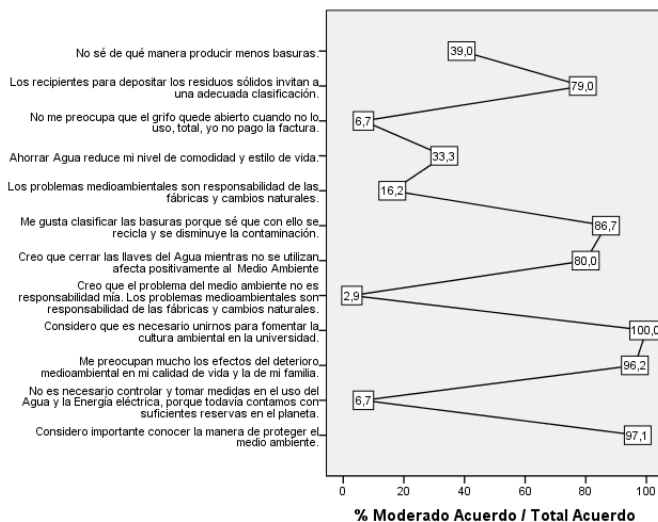 No sé de qué manera producir menos basuras.
39,0
Los recipientes para depositar los residuos sólidos invitan a
una adecuada clasificación.
79,0
No me preocupa que el grifo quede abierto cuando no lo
uso, total, yo no pago la factura.
6,7
Ahorrar Agua reduce mi nivel de comodidad y estilo de vida.
33,3
Los problemas medioambientales son responsabilidad de las
fábricas y cambios naturales.
16,2
Me gusta clasificar las basuras porque sé que con ello se
recicla y se disminuye la contaminación.
86,7
Creo que cerrar las llaves del Agua mientras no se utilizan
afecta positivamente al Medio Ambiente
80,0
Creo que el problema del medio ambiente no es
responsabilidad mía. Los problemas medioambientales son
responsabilidad de las fábricas y cambios naturales.
2,9
Considero que es necesario unirnos para fomentar la
cultura ambiental en la universidad.
100,0
Me preocupan mucho los efectos del deterioro
medioambiental en mi calidad de vida y la de mi familia.
96,2
No es necesario controlar y tomar medidas en el uso del
Agua y la Energía eléctrica, porque todavía contamos con
suficientes reservas en el planeta.
6,7
Considero importante conocer la manera de proteger el
medio ambiente.
97,1
0 20 40 60 80 100
% Moderado Acuerdo / Total Acuerdo